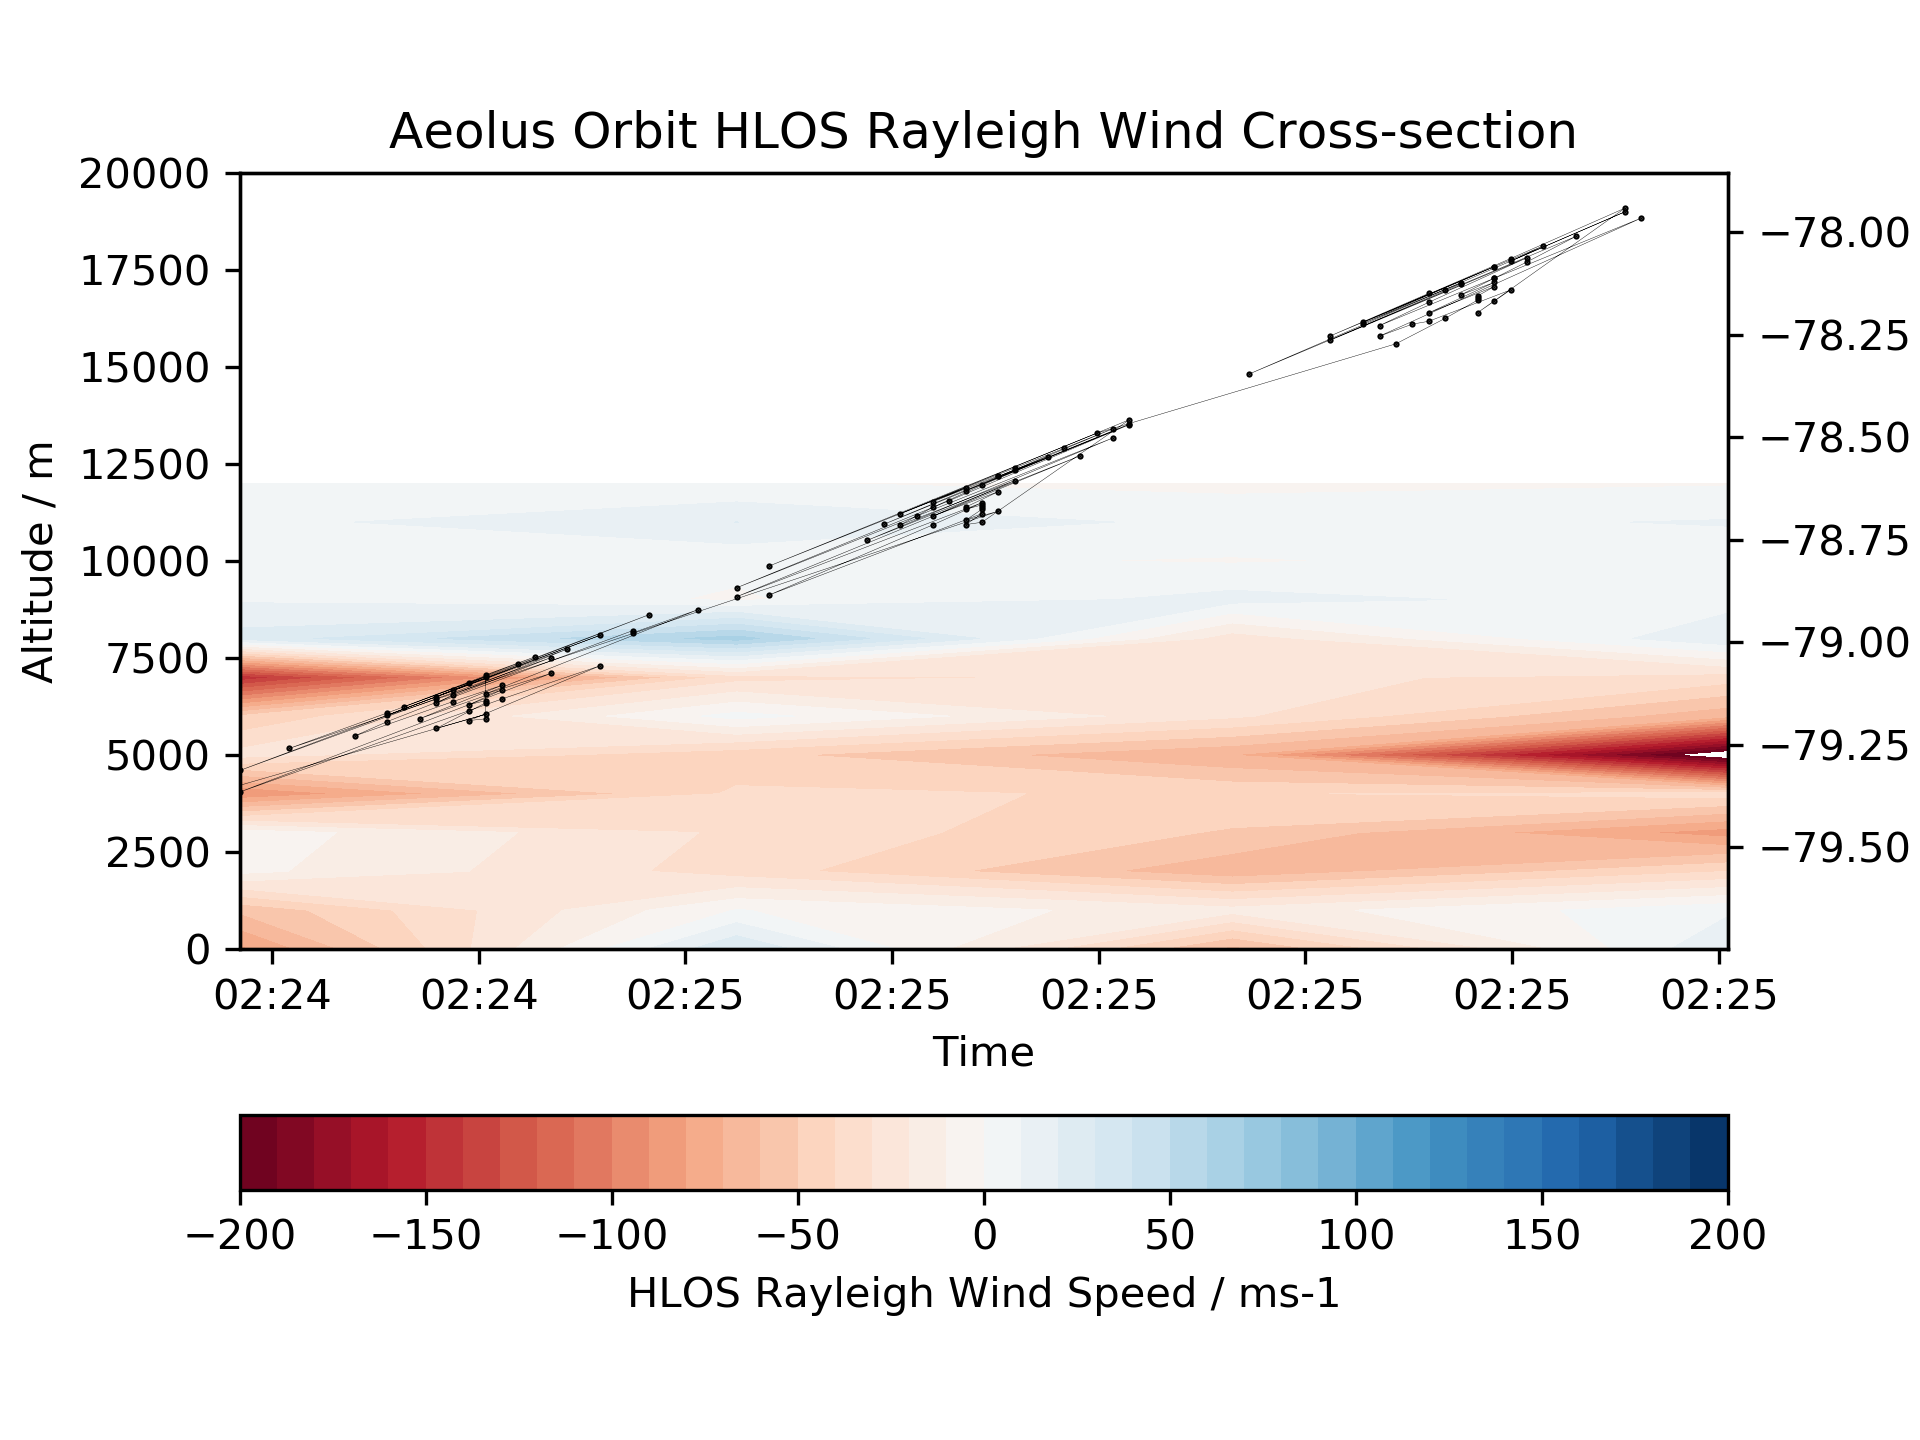 Aeolus Orbit HLOS Rayleigh Wind Cross-section
20000
17500
15000
12500
10000
7500
5000
2500
0
Altitude / m
−78.00
−78.25
−78.50
−78.75
−79.00
−79.25
−79.50
02:24 02:24 02:25 02:25 02:25 02:25 02:25 02:25
Time
−200 −150 −100 −50 0 50 100 150 200
HLOS Rayleigh Wind Speed / ms-1